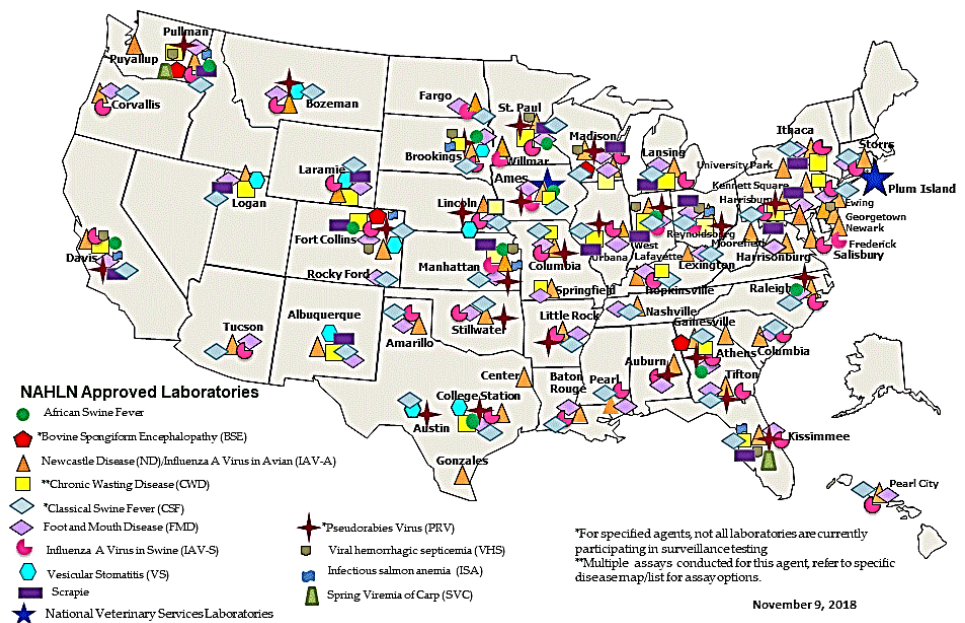 Pullman
Puyallup
Corvallis
Bozeman
Fargo
St. Paul
Brookings
Willmar
Madison
Lansing
Ithaca
Storrs
University Park
Plum Island
Kennett Square
Harrisburg
Ewing
Georgetown
Newark
Frederick
Salisbury
Laramie
Logan
Ames
Lincoln
Fort Collins
Rocky Ford
Davis
Manhattan
Columbia
Urbana
West
Lafayette
Reynoldsburg
Moorefield
Harrisonburg
Lexington
Hopkinsville
Springfield
Raleigh
Nashville
Tucson
Albuquerque
Amarillo
Stillwater
Little Rock
Gainesville
Athens
Columbia
Auburn
Tifton
Center
Baton
Rouge
Pearl
College Station
Austin
Gonzales
Kissimmee
Pearl City
NAHLN Approved Laboratories
African Swine Fever
*Bovine Spongiform Encephalopathy (BSE)
Newcastle Disease (ND)/Influenza A Virus in Avian (IAV-A)
**Chronic Wasting Disease (CWD)
*Classical Swine Fever (CSF)
Foot and Mouth Disease (FMD)
Influenza A Virus in Swine (IAV-S)
Vesicular Stomatitis (VS)
Scrapie
National Veterinary Services Laboratories
*Pseudorabies Virus (PRV)
Viral hemorrhagic septicemia (VHS)
Infectious salmon anemia (ISA)
Spring Viremia of Carp (SVC)
*For specified agents, not all laboratories are currently
participating in surveillance testing
**Multiple assays conducted for this agent, refer to specific
disease map/list for assay options.
November 9, 2018